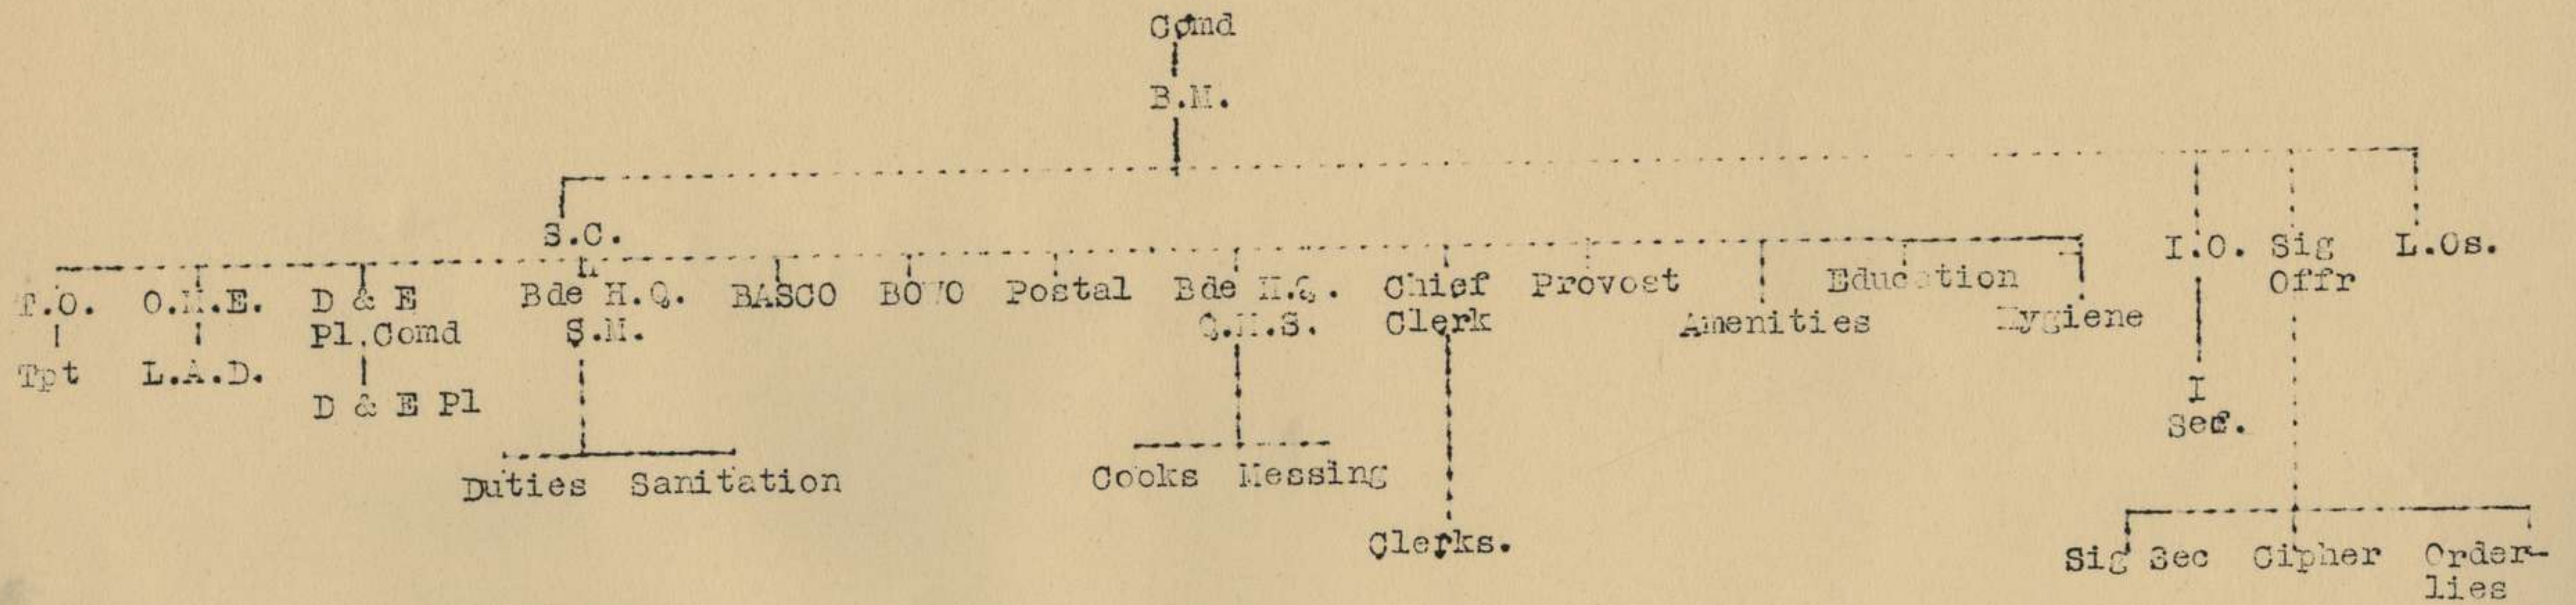 Comd
B.M.
S.C.
I.O. Sig L.Os.
Offr
T.O. O.M.E. D & E Bde H.Q. BASCO BOWO Postal Bde H.Q. Chief Provost Education
Pl.Comd S.M. Q.M.S. Clerk Amenities Hygiene
Tpt L.A.D.
D & E Pl
I
Sec.
Duties Sanitation Cooks Messing
Clerks.
Sig Sec Cipher Order-
lies